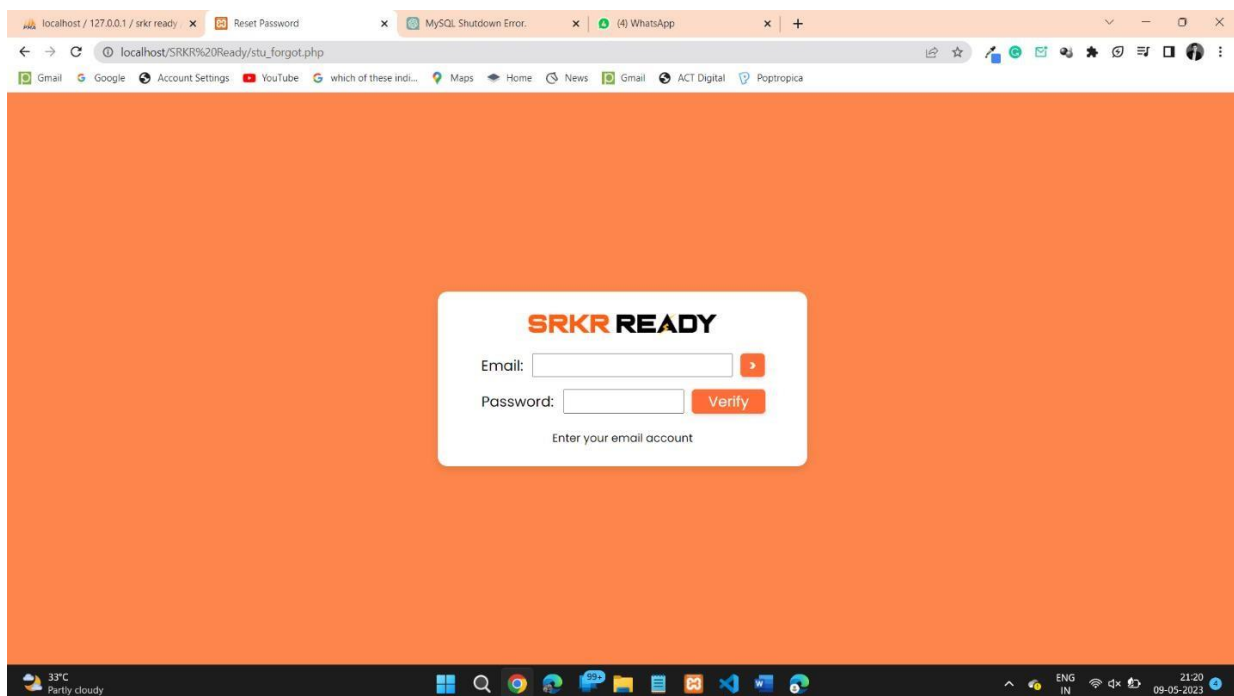 localhost / 127.0.0.1 / srkr ready
Reset Password
MySQL Shutdown Error.
(4) WhatsApp
localhost/SRKR%20Ready/stu_forgot.php
Gmail
Google
Account Settings
YouTube
which of these indi...
Maps
Home
News
Gmail
ACT Digital
Poptropica
SRKR READY
Email:
>
Password:
Verify
Enter your email account
33°C
Partly cloudy
99+
ENG
IN
21:20
09-05-2023
4